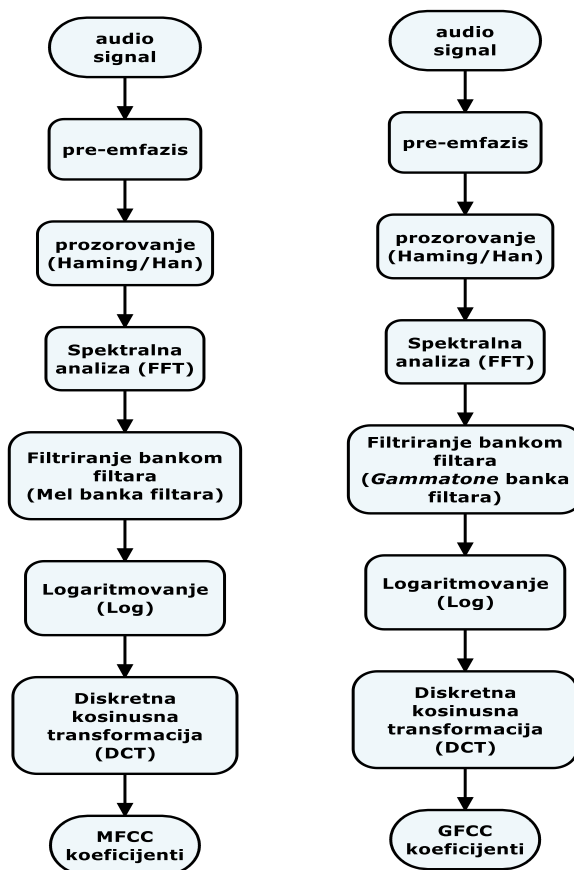 audio
signal
pre-emfazis
prozorovanje
(Haming/Han)
Spektralna
analiza (FFT)
Filtriranje bankom
filtara
(Mel banka filtara)
Logaritmovanje
(Log)
Diskretna
kosinusna
transformacija
(DCT)
MFCC
koeficijenti
audio
signal
pre-emfazis
prozorovanje
(Haming/Han)
Spektralna
analiza (FFT)
Filtriranje bankom
filtara
(Gammatone banka
filtara)
Logaritmovanje
(Log)
Diskretna
kosinusna
transformacija
(DCT)
GFCC
koeficijenti